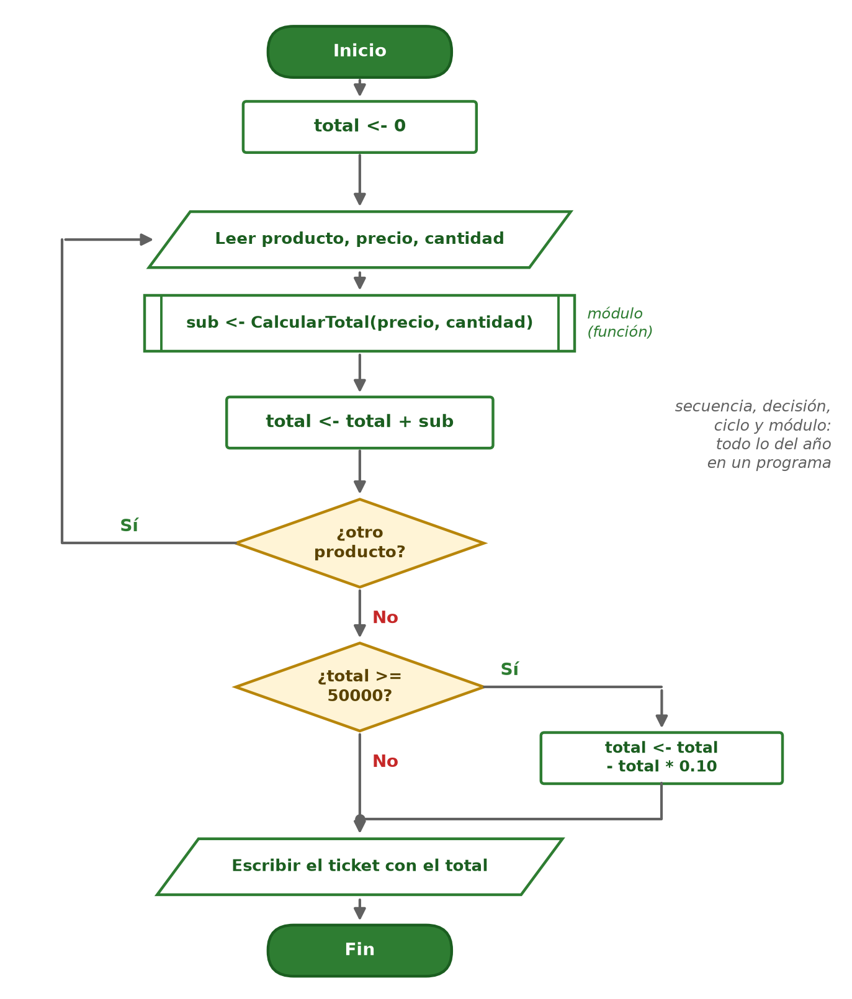 Inicio
total <- 0
Leer producto, precio, cantidad
sub <- CalcularTotal(precio, cantidad)
módulo
(función)
secuencia, decisión,
ciclo y módulo:
todo lo del año
en un programa
total <- total + sub
Sí
¿otro
producto?
No
¿total >=
50000?
Sí
total <- total
- total * 0.10
No
Escribir el ticket con el total
Fin